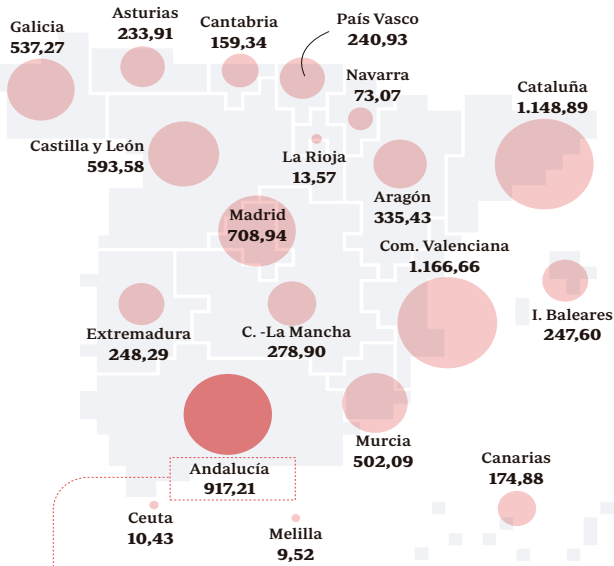 Galicia
537,27
Asturias
233,91
Cantabria
159,34
País Vasco
240,93
Navarra
73,07
Cataluña
1.148,89
Castilla y León
593,58
La Rioja
13,57
Aragón
335,43
Madrid
708,94
Com. Valenciana
1.166,66
I. Baleares
247,60
Extremadura
248,29
C. -La Mancha
278,90
Murcia
502,09
Andalucía
917,21
Canarias
174,88
Ceuta
10,43
Melilla
9,52